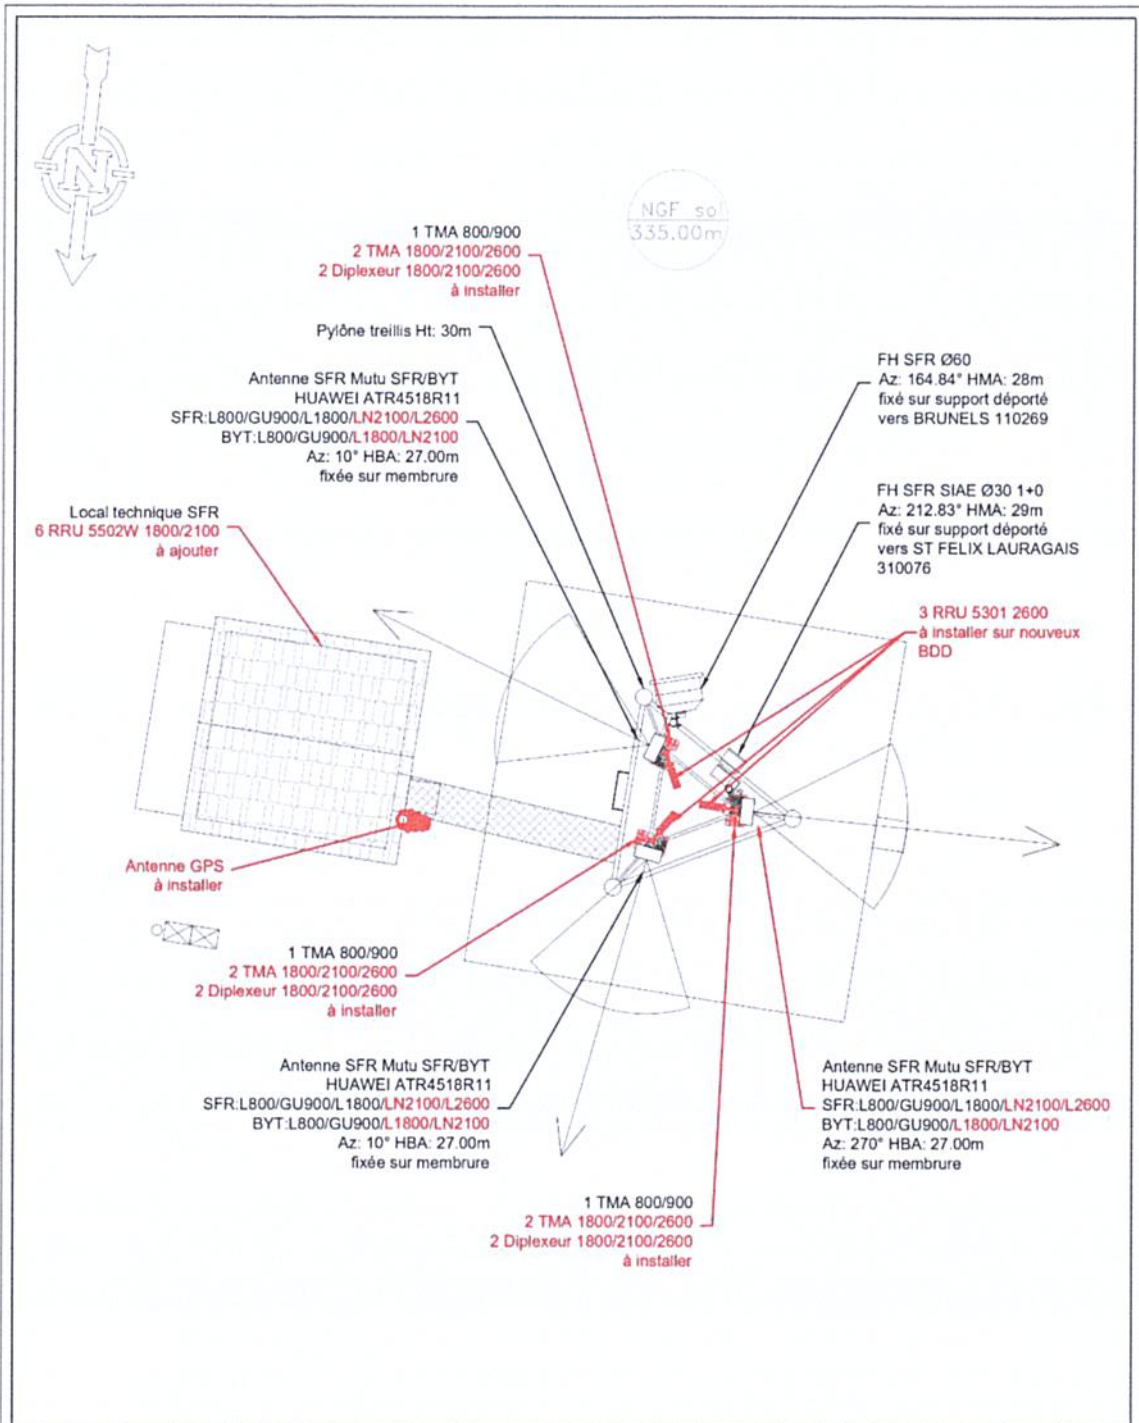 N
NGF sol
335.00m
1 TMA 800/900
2 TMA 1800/2100/2600
2 Diplexeur 1800/2100/2600
à installer
Pylône treillis Ht: 30m
Antenne SFR Mutu SFR/BYT
HUAWEI ATR4518R11
SFR:L800/GU900/L1800/LN2100/L2600
BYT:L800/GU900/L1800/LN2100
Az: 10° HBA: 27.00m
fixée sur membrure
FH SFR Ø60
Az: 164.84° HMA: 28m
fixé sur support déporté
vers BRUNELS 110269
Local technique SFR
6 RRU 5502W 1800/2100
à ajouter
FH SFR SIAE Ø30 1+0
Az: 212.83° HMA: 29m
fixé sur support déporté
vers ST FELIX LAURAGAIS
310076
3 RRU 5301 2600
à installer sur nouveux
BDD
Antenne GPS
à installer
1 TMA 800/900
2 TMA 1800/2100/2600
2 Diplexeur 1800/2100/2600
à installer
Antenne SFR Mutu SFR/BYT
HUAWEI ATR4518R11
SFR:L800/GU900/L1800/LN2100/L2600
BYT:L800/GU900/L1800/LN2100
Az: 10° HBA: 27.00m
fixée sur membrure
Antenne SFR Mutu SFR/BYT
HUAWEI ATR4518R11
SFR:L800/GU900/L1800/LN2100/L2600
BYT:L800/GU900/L1800/LN2100
Az: 270° HBA: 27.00m
fixée sur membrure
1 TMA 800/900
2 TMA 1800/2100/2600
2 Diplexeur 1800/2100/2600
à installer